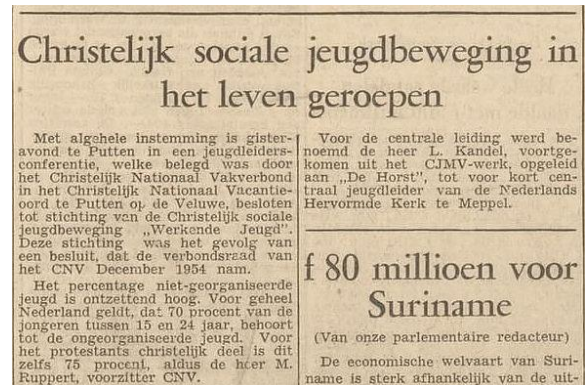 Christelijk sociale jeugdbeweging in
het leven geroepen
Met algehele instemming is gister-
avond te Putten in een jeugdleiders-
conferentie, welke belegd was door
het Christelijk Nationaal Vakverbond
in het Christelijk Nationaal Vacantie-
oord te Putten op de Veluwe, besloten
tot stichting van de Christelijk sociale
jeugdbeweging „Werkende Jeugd”.
Deze stichting was het gevolg van
een besluit, dat de verbondsraad van
het CNV December 1954 nam.
Het percentage niet-georganiseerde
jeugd is ontzettend hoog. Voor geheel
Nederland geldt, dat 70 procent van de
jongeren tussen 15 en 24 jaar, behoort
tot de ongeorganiseerde jeugd. Voor
het protestants christelijk deel is dit
zelfs 75 procent, aldus de heer M.
Ruppert, voorzitter CNV.
Voor de centrale leiding werd be-
noemd de heer L. Kandel, voortge-
komen uit het CJMV-werk, opgeleid
aan „De Horst”, tot voor kort cen-
traal jeugdleider van de Nederlands
Hervormde Kerk te Meppel.
f 80 millioen voor
Suriname
(Van onze parlementaire redacteur)
De economische welvaart van Suri-
name is sterk afhankelijk van de uit-